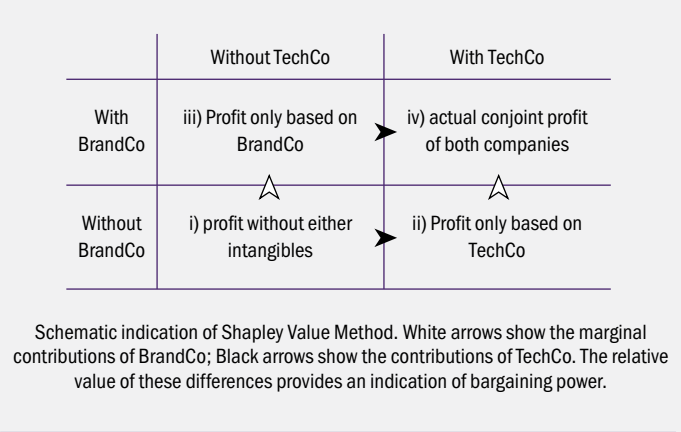 Without TechCo
With TechCo
With
BrandCo
iii) Profit only based on
BrandCo
iv) actual conjoint profit
of both companies
Without
BrandCo
i) profit without either
intangibles
ii) Profit only based on
TechCo
Schematic indication of Shapley Value Method. White arrows show the marginal
contributions of BrandCo; Black arrows show the contributions of TechCo. The relative
value of these differences provides an indication of bargaining power.